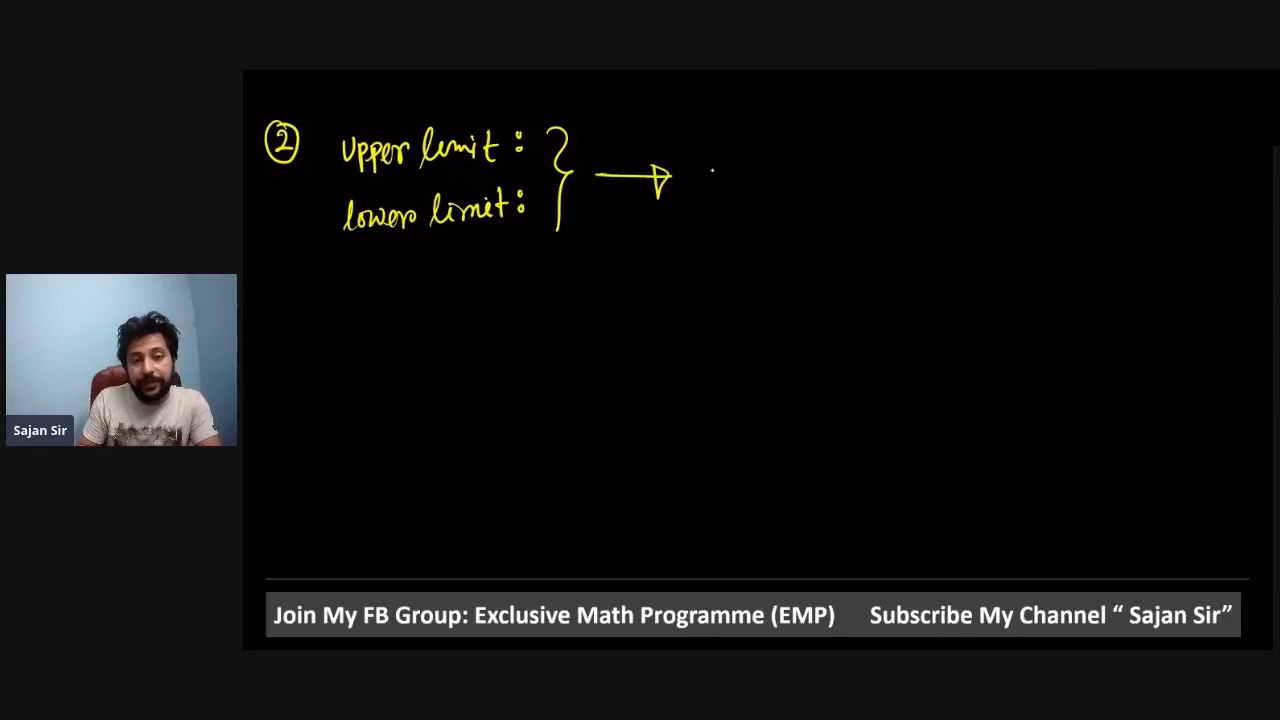 ② Upper limit :
lower limit :
Sajan Sir
Join My FB Group: Exclusive Math Programme (EMP) Subscribe My Channel “ Sajan Sir”